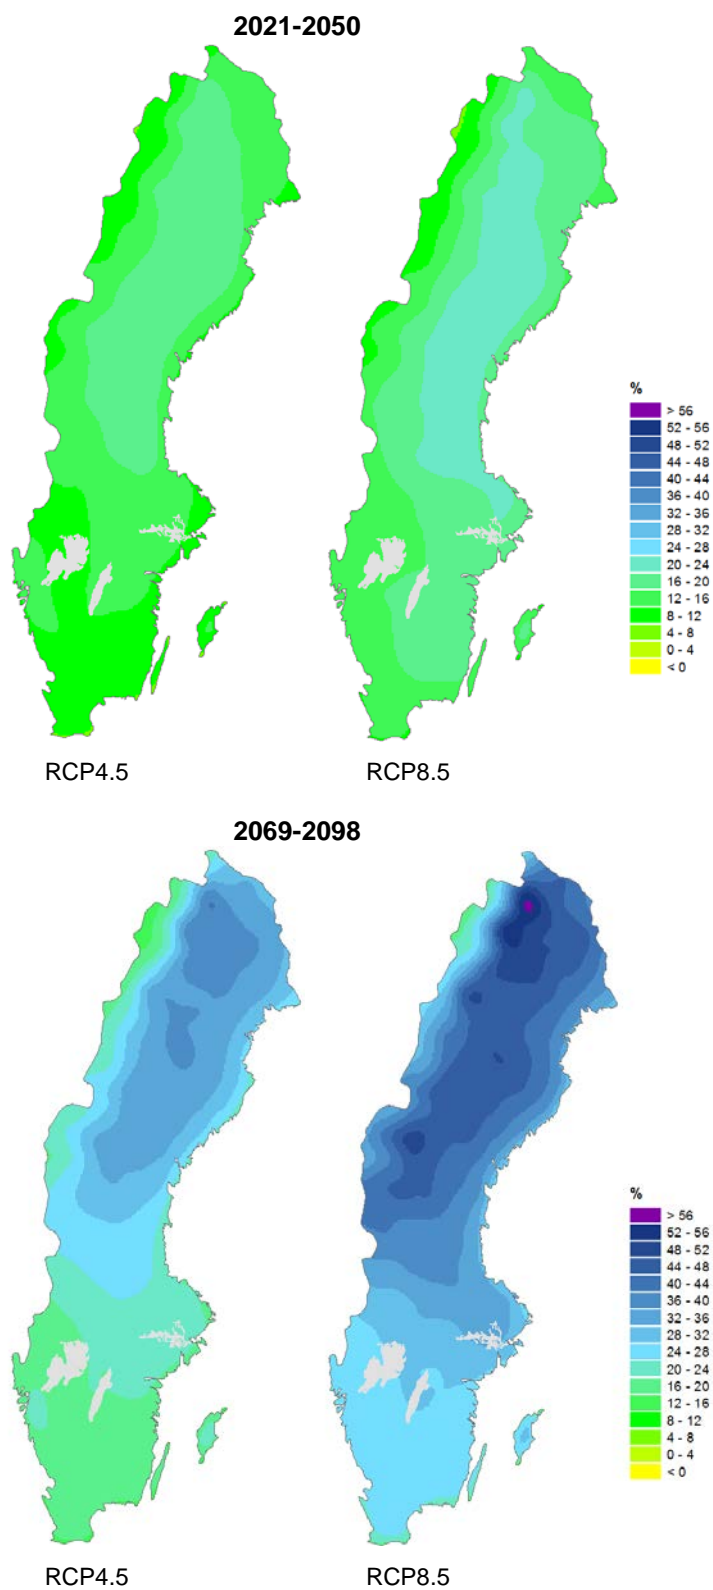 2021-2050
%
> 56
52 - 56
48 - 52
44 - 48
40 - 44
36 - 40
32 - 36
28 - 32
24 - 28
20 - 24
16 - 20
12 - 16
8 - 12
4 - 8
0 - 4
< 0
RCP4.5
RCP8.5
2069-2098
%
> 56
52 - 56
48 - 52
44 - 48
40 - 44
36 - 40
32 - 36
28 - 32
24 - 28
20 - 24
16 - 20
12 - 16
8 - 12
4 - 8
0 - 4
< 0
RCP4.5
RCP8.5